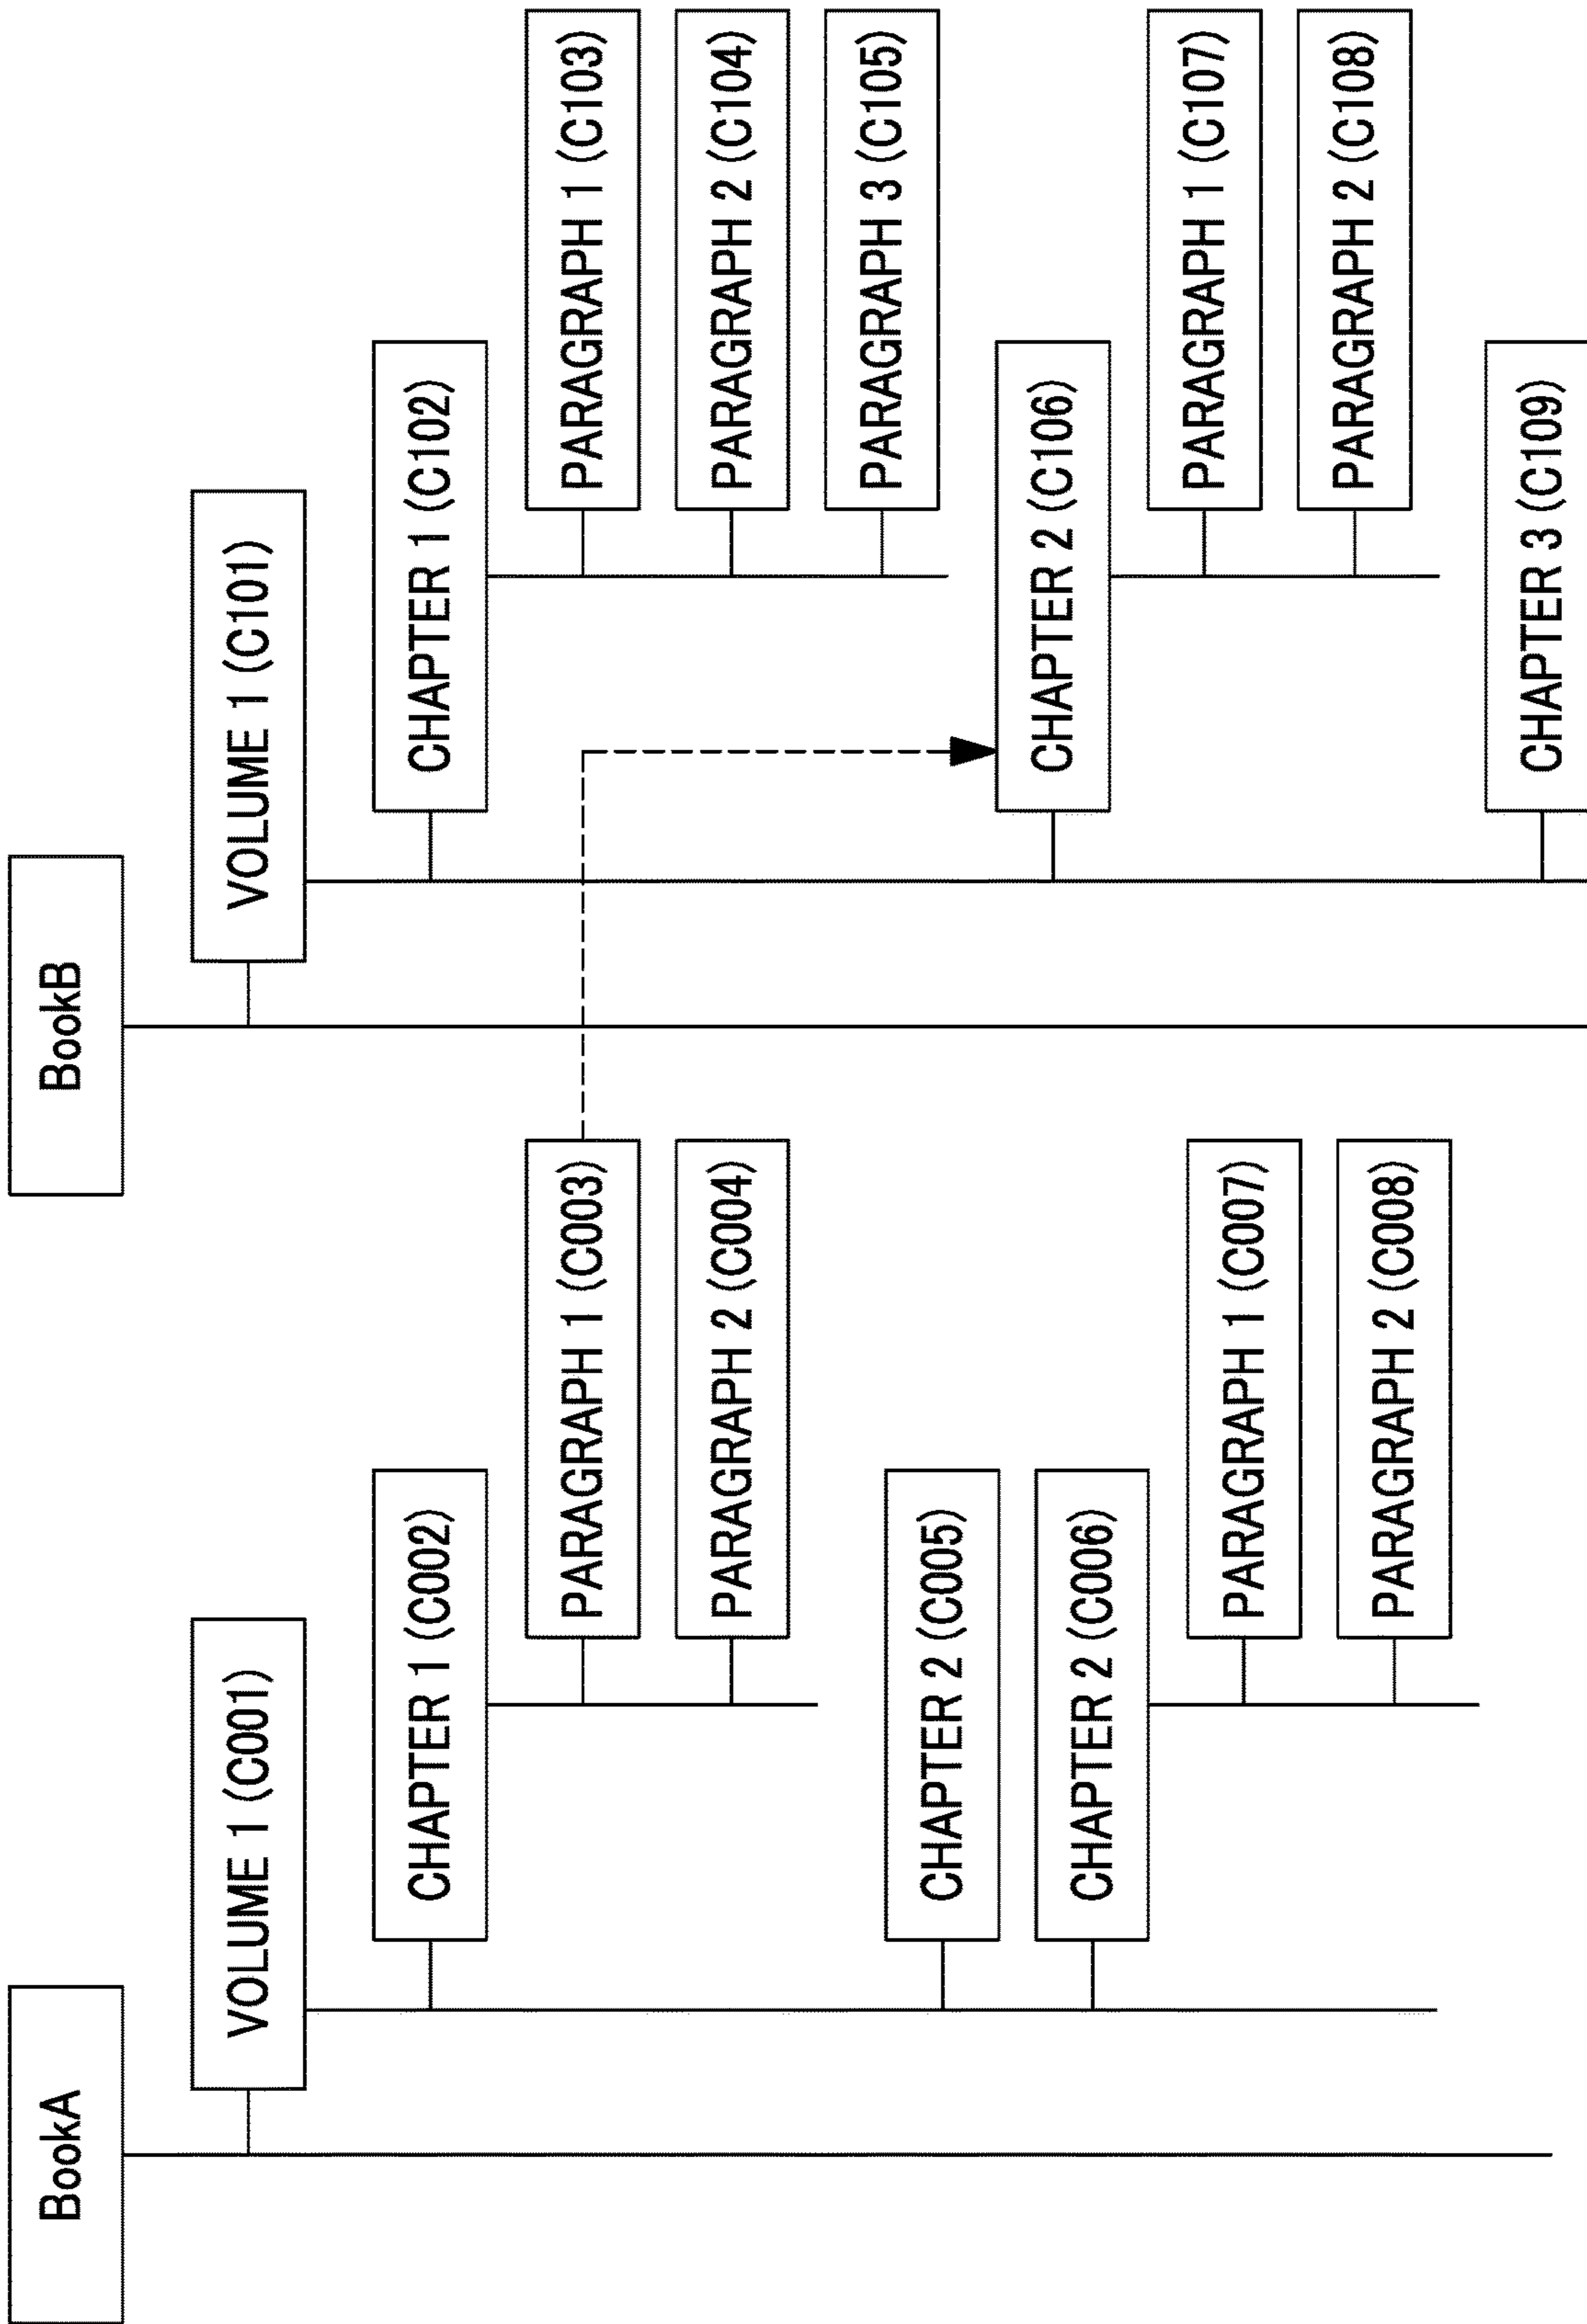 BookA
VOLUME 1 (C001)
CHAPTER 1 (C002)
PARAGRAPH 1 (C003)
PARAGRAPH 2 (C004)
CHAPTER 2 (C005)
CHAPTER 2 (C006)
PARAGRAPH 1 (C007)
PARAGRAPH 2 (C008)
BookB
VOLUME 1 (C101)
CHAPTER 1 (C102)
PARAGRAPH 1 (C103)
PARAGRAPH 2 (C104)
PARAGRAPH 3 (C105)
CHAPTER 2 (C106)
PARAGRAPH 1 (C107)
PARAGRAPH 2 (C108)
CHAPTER 3 (C109)